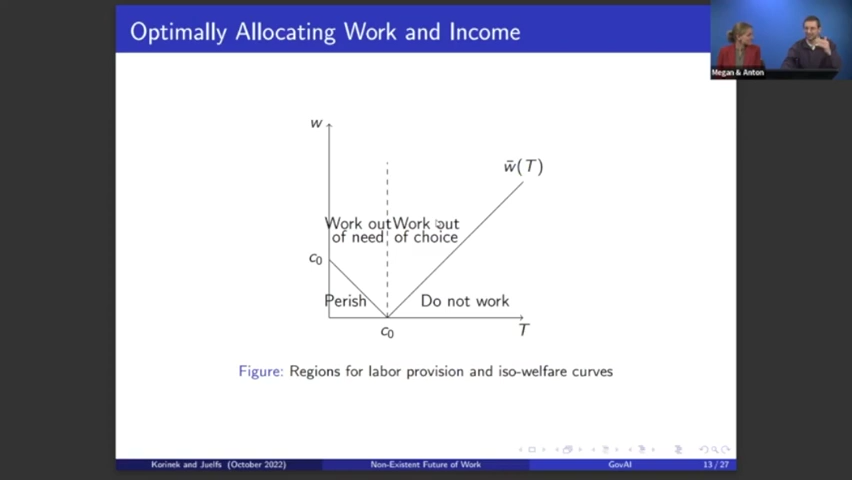 Optimally Allocating Work and Income
Megan & Anton
w
w̄(T)
Work out Work out
of need of choice
c₀
Perish
Do not work
c₀
T
Figure: Regions for labor provision and iso-welfare curves
Korinek and Juelfs (October 2022) Non-Existent Future of Work GovAI 13 / 27